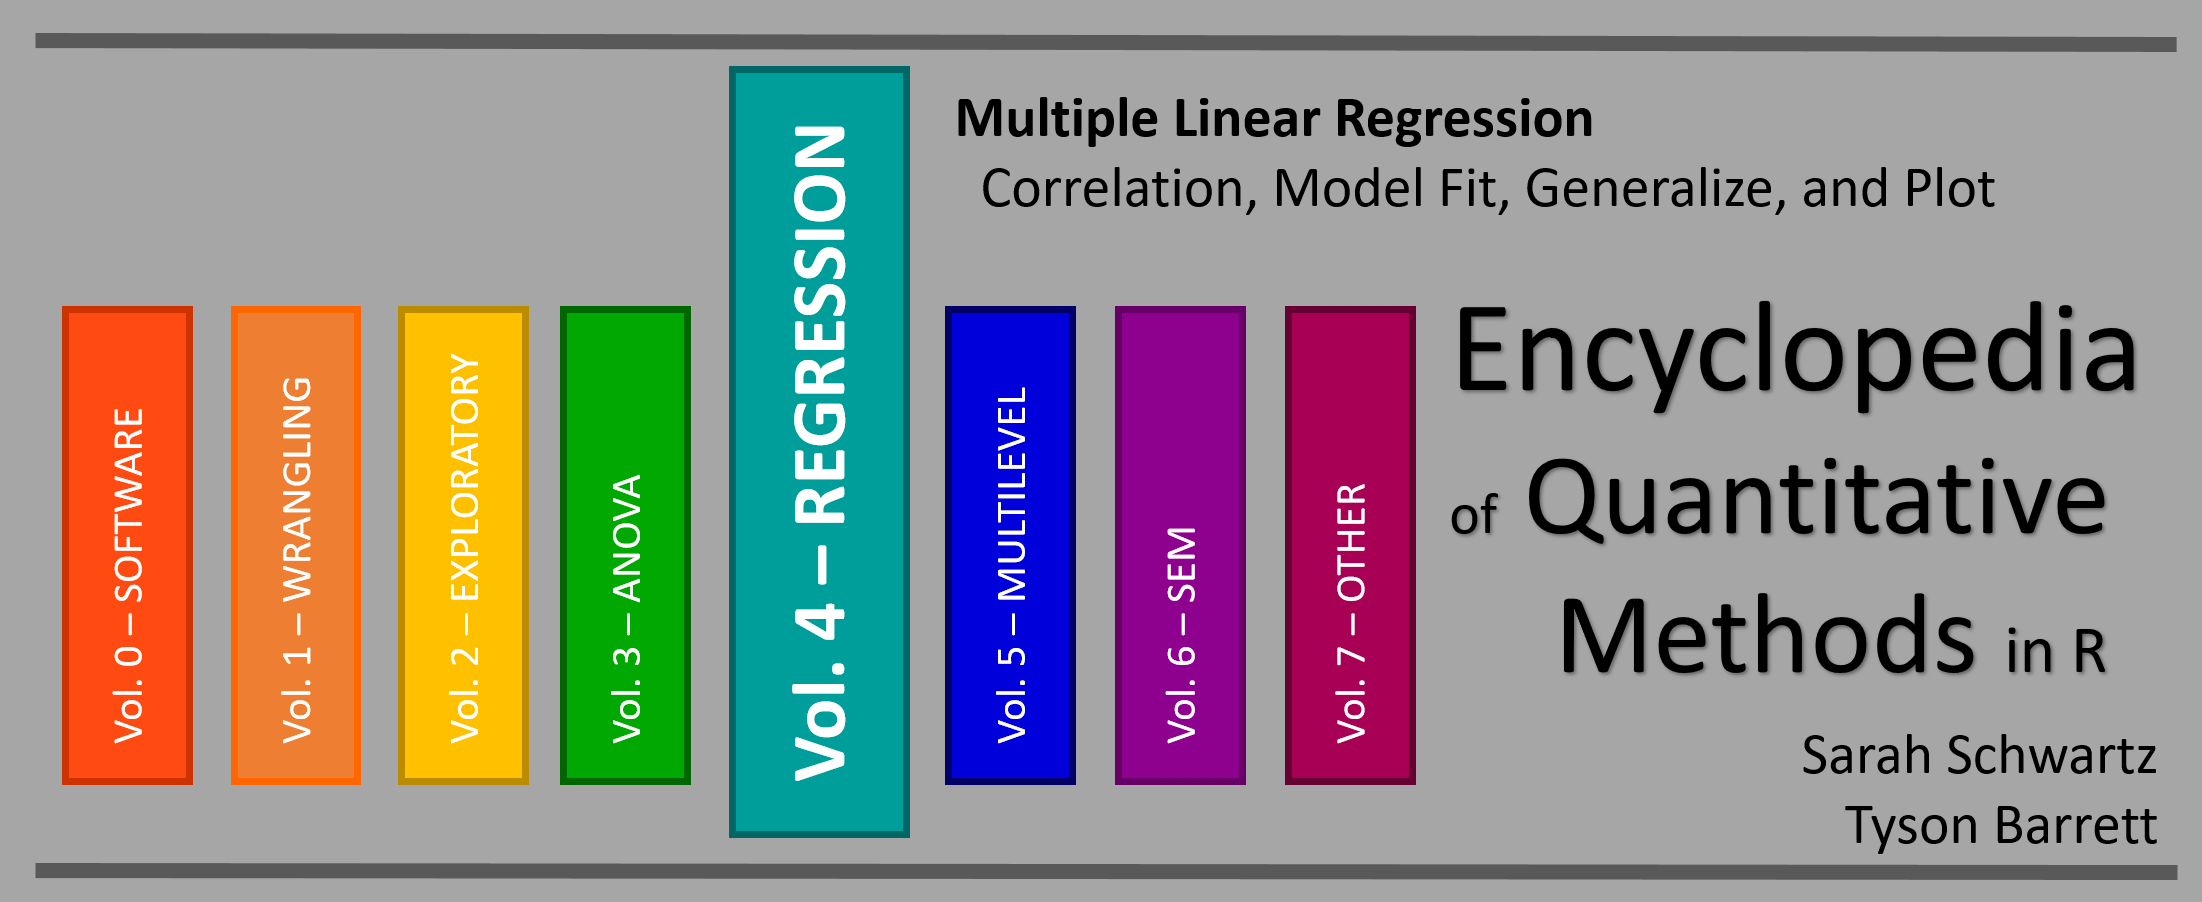 Multiple Linear Regression
Correlation, Model Fit, Generalize, and Plot
Vol. 0 – SOFTWARE
Vol. 1 – WRANGLING
Vol. 2 – EXPLORATORY
Vol. 3 – ANOVA
Vol. 4 – REGRESSION
Vol. 5 – MULTILEVEL
Vol. 6 – SEM
Vol. 7 – OTHER
Encyclopedia
of Quantitative
Methods in R
Sarah Schwartz
Tyson Barrett